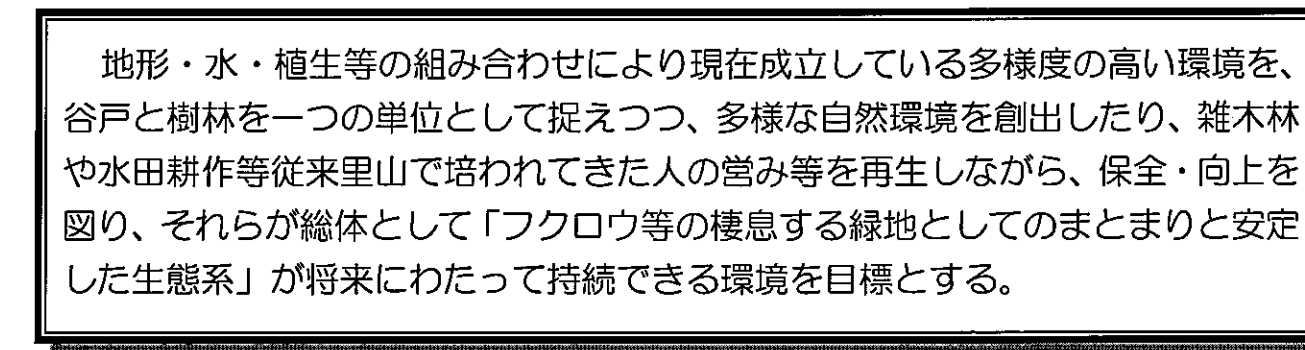 地形・水・植生等の組み合わせにより現在成立している多様度の高い環境を、
谷戸と樹林を一つの単位として捉えつつ、多様な自然環境を創出したり、雑木林
や水田耕作等従来里山で培われてきた人の営み等を再生しながら、保全・向上を
図り、それらが総体として「フクロウ等の棲息する緑地としてのまとまりと安定
した生態系」が将来にわたって持続できる環境を目標とする。